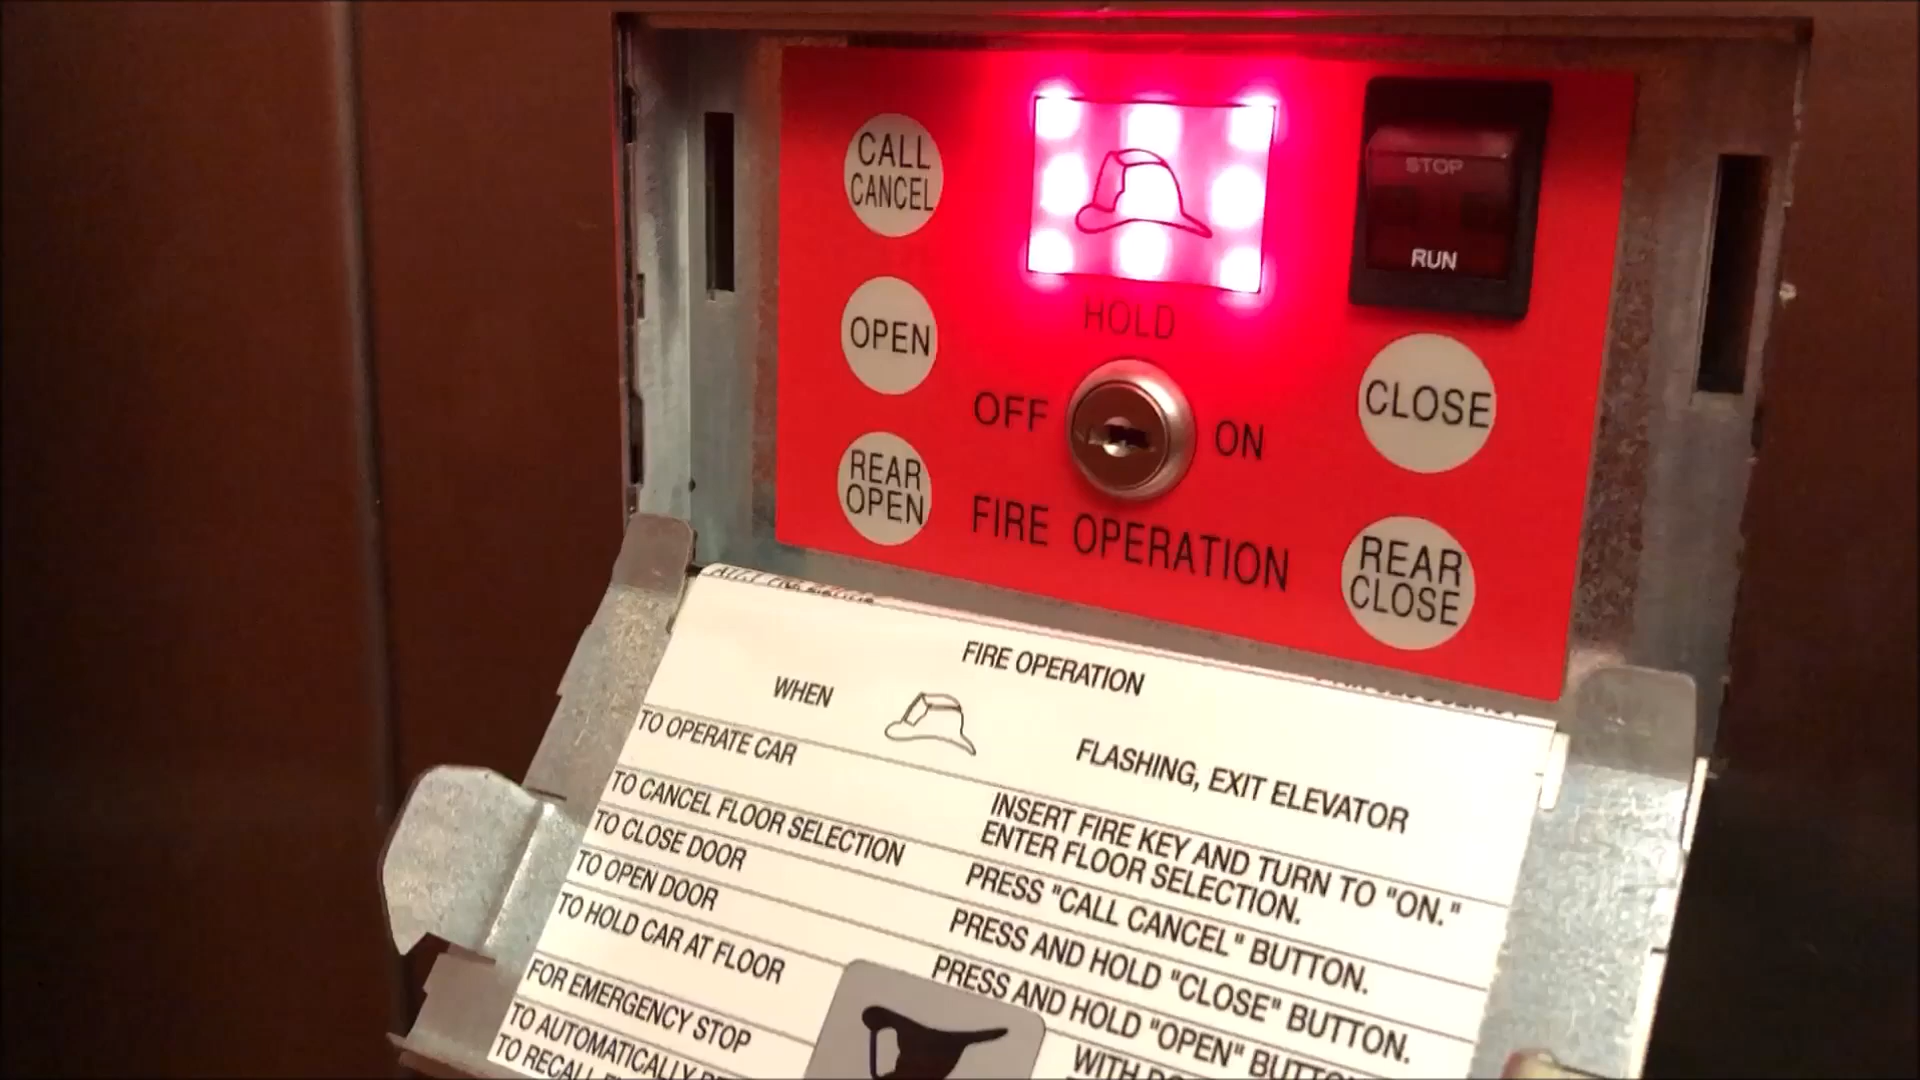 CALL
CANCEL
STOP
RUN
HOLD
OPEN
OFF
ON
CLOSE
REAR
OPEN
FIRE OPERATION
REAR
CLOSE
FIRE OPERATION
WHEN
FLASHING, EXIT ELEVATOR
TO OPERATE CAR
INSERT FIRE KEY AND TURN TO "ON."
ENTER FLOOR SELECTION.
TO CANCEL FLOOR SELECTION
PRESS "CALL CANCEL" BUTTON.
TO CLOSE DOOR
PRESS AND HOLD "CLOSE" BUTTON.
TO OPEN DOOR
PRESS AND HOLD "OPEN"
TO HOLD CAR AT FLOOR
WITH
FOR EMERGENCY STOP
TO AUTOMATICALLY
TO RECALL